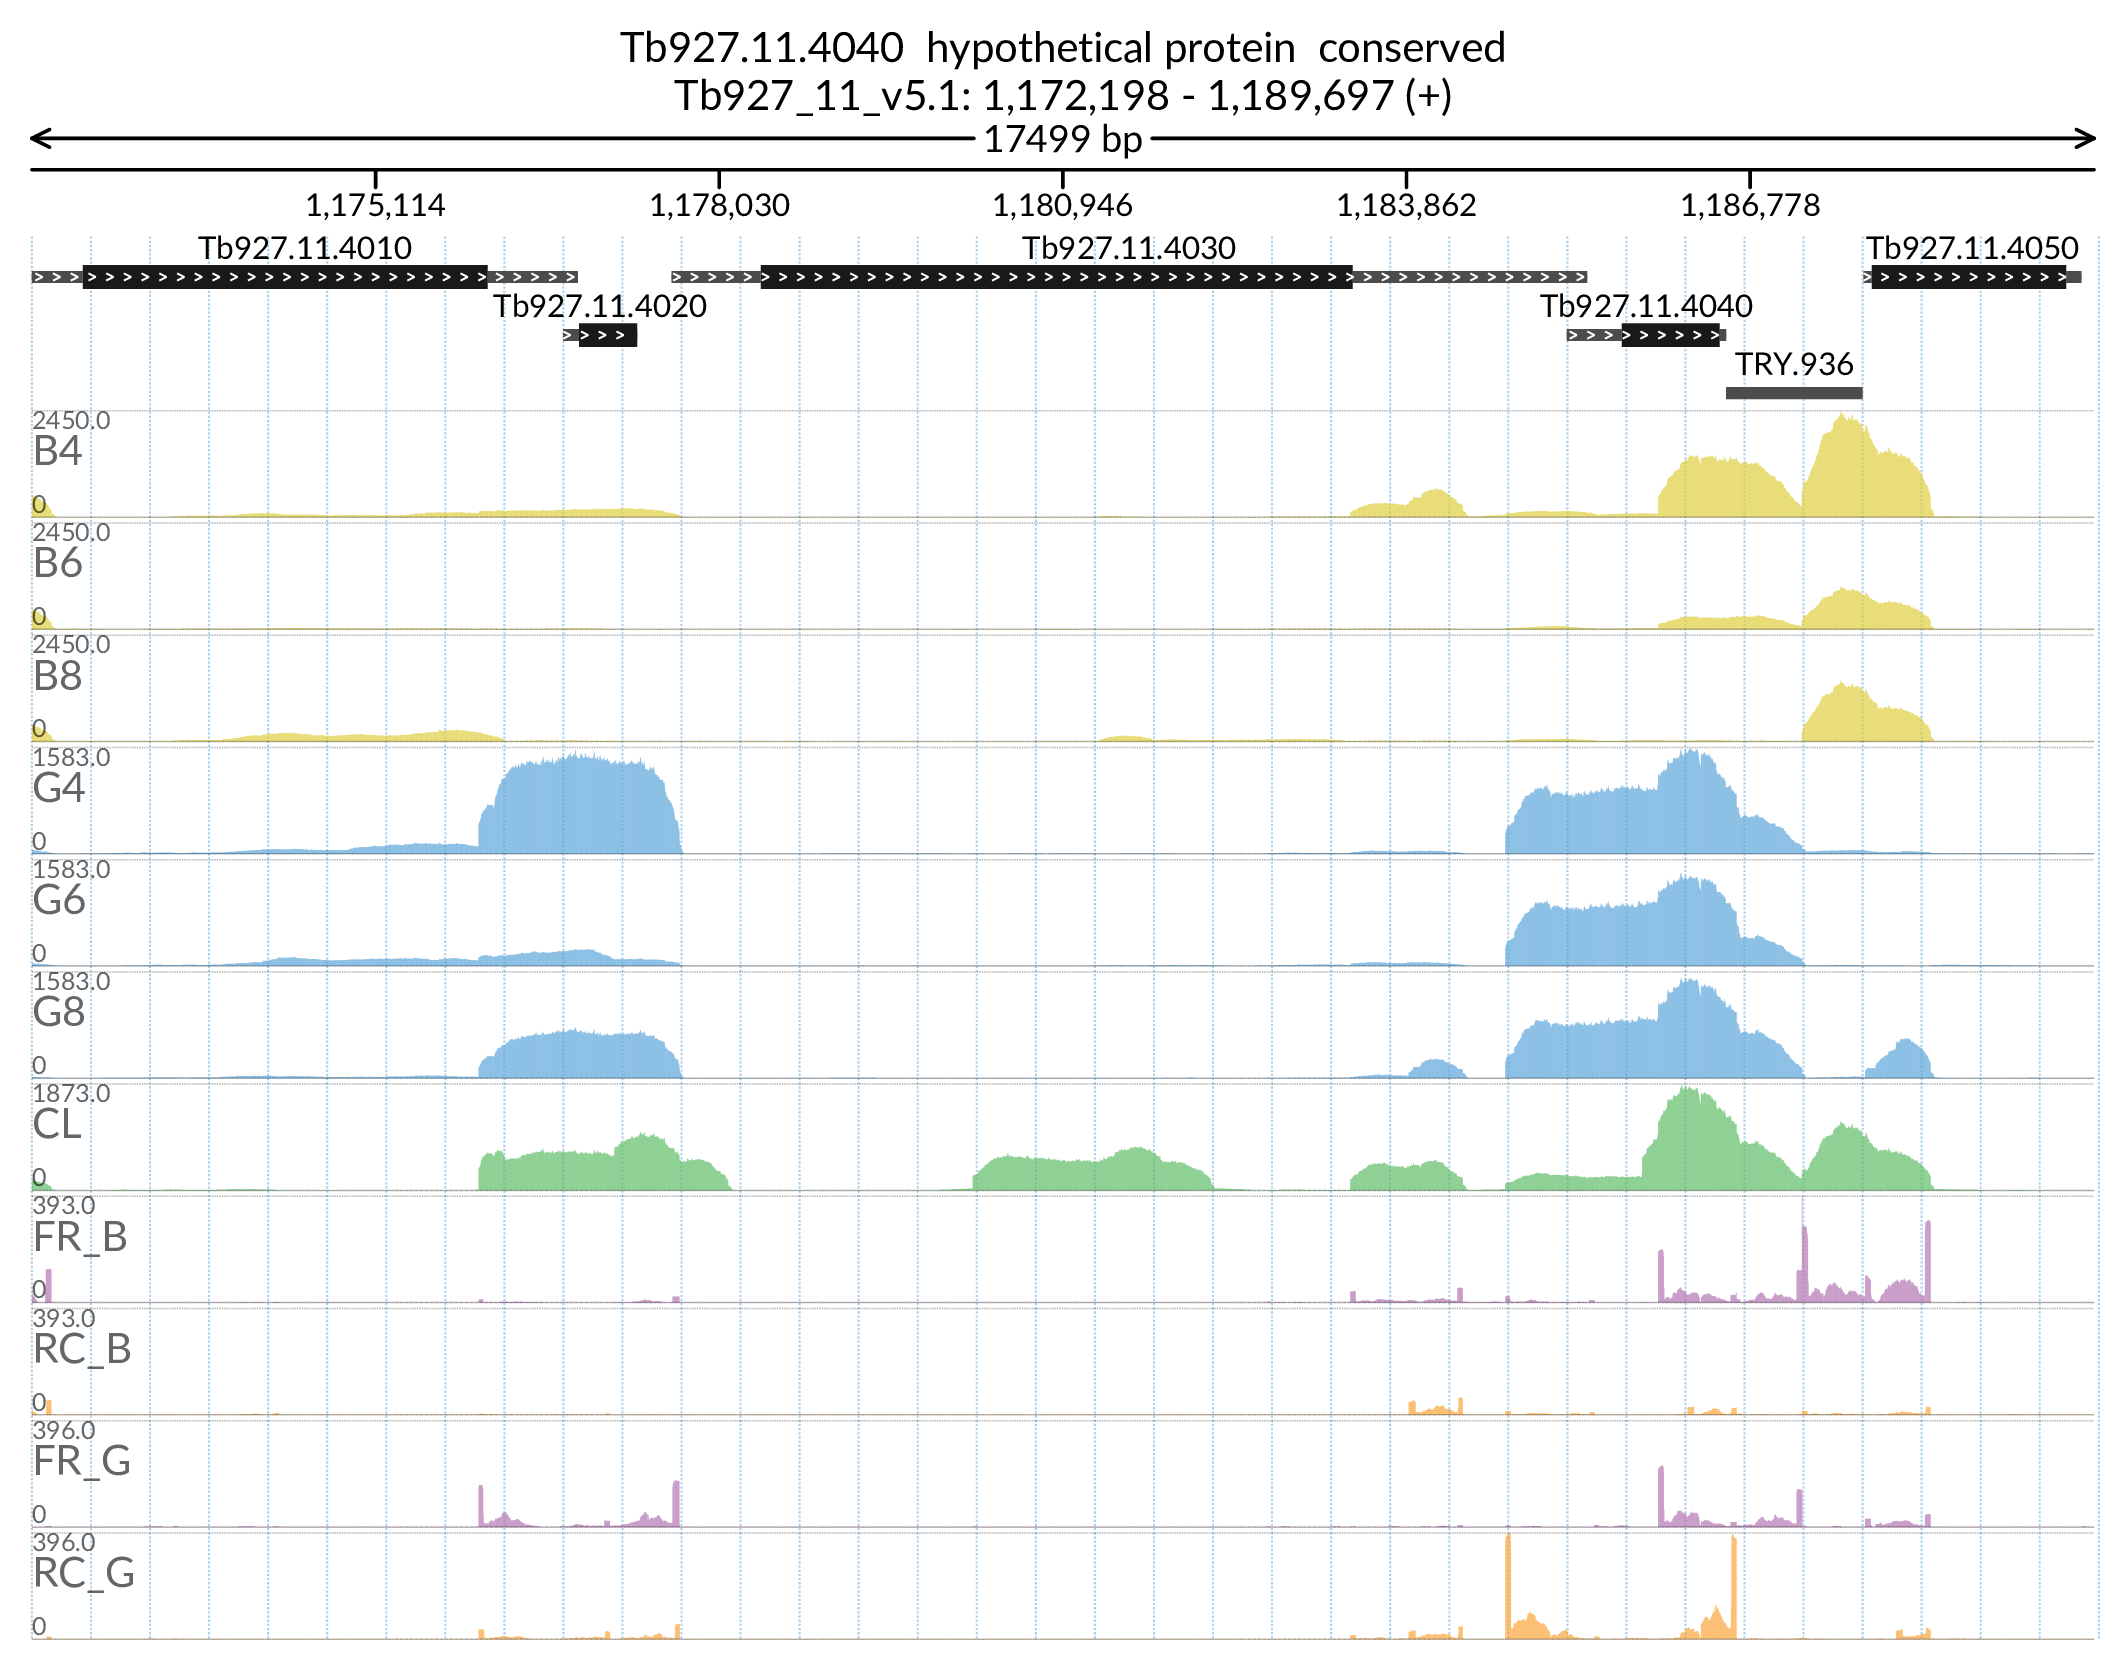 Tb927.11.4040 hypothetical protein conserved
Tb927_11_v5.1: 1,172,198 - 1,189,697 (+)
17499 bp
1,175,114 1,178,030 1,180,946 1,183,862 1,186,778
Tb927.11.4010 Tb927.11.4030 Tb927.11.4050
Tb927.11.4020 Tb927.11.4040
TRY.936
2450.0
B4
0
2450.0
B6
0
2450.0
B8
0
1583.0
G4
0
1583.0
G6
0
1583.0
G8
0
1873.0
CL
0
393.0
FR_B
0
393.0
RC_B
0
396.0
FR_G
0
396.0
RC_G
0